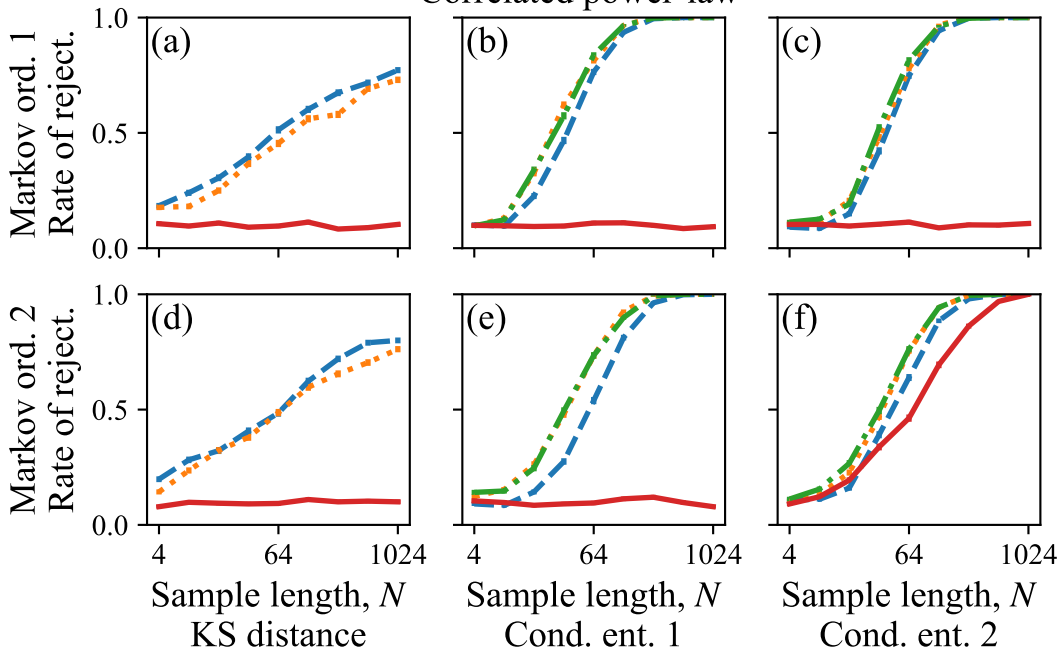 Correlated power-law
Markov ord. 1
Rate of reject.
1.0
0.5
0.0
(a)
(b)
(c)
Markov ord. 2
Rate of reject.
1.0
0.5
0.0
(d)
(e)
(f)
4 64 1024
4 64 1024
4 64 1024
Sample length, N
KS distance
Sample length, N
Cond. ent. 1
Sample length, N
Cond. ent. 2